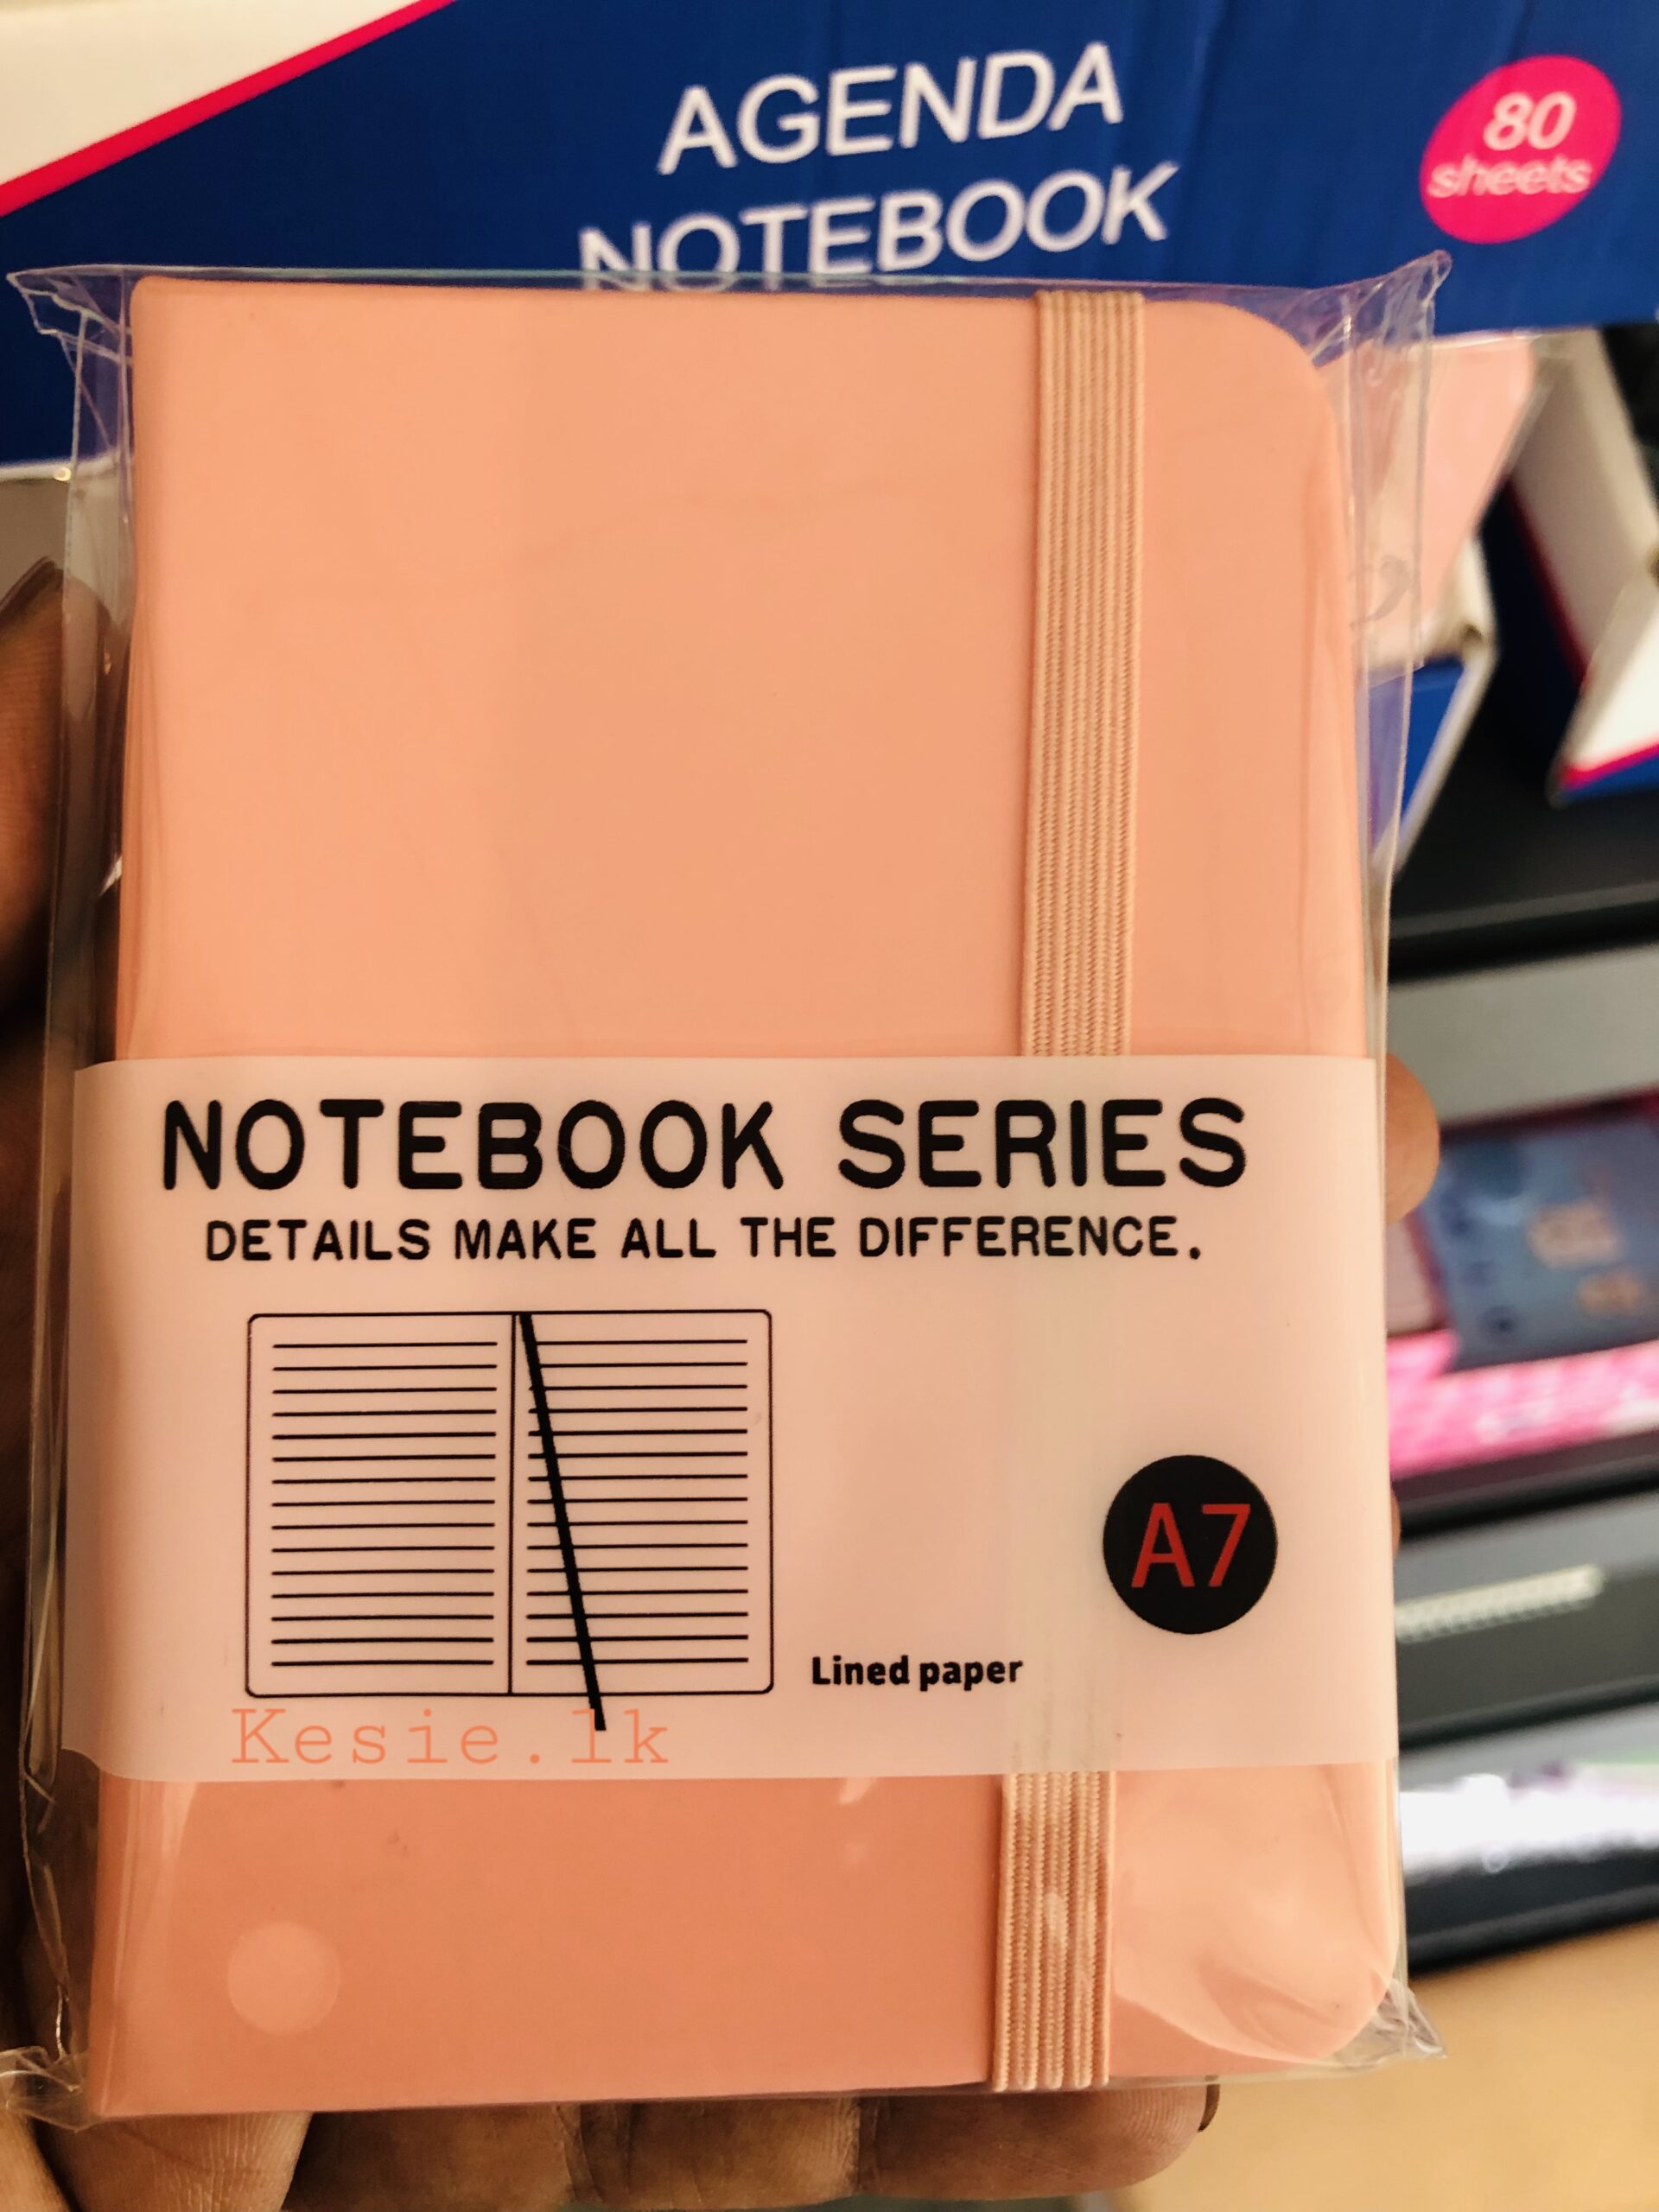 AGENDA
NOTEBOOK
80
sheets
NOTEBOOK SERIES
DETAILS MAKE ALL THE DIFFERENCE.
A7
Lined paper
Kesie.lk